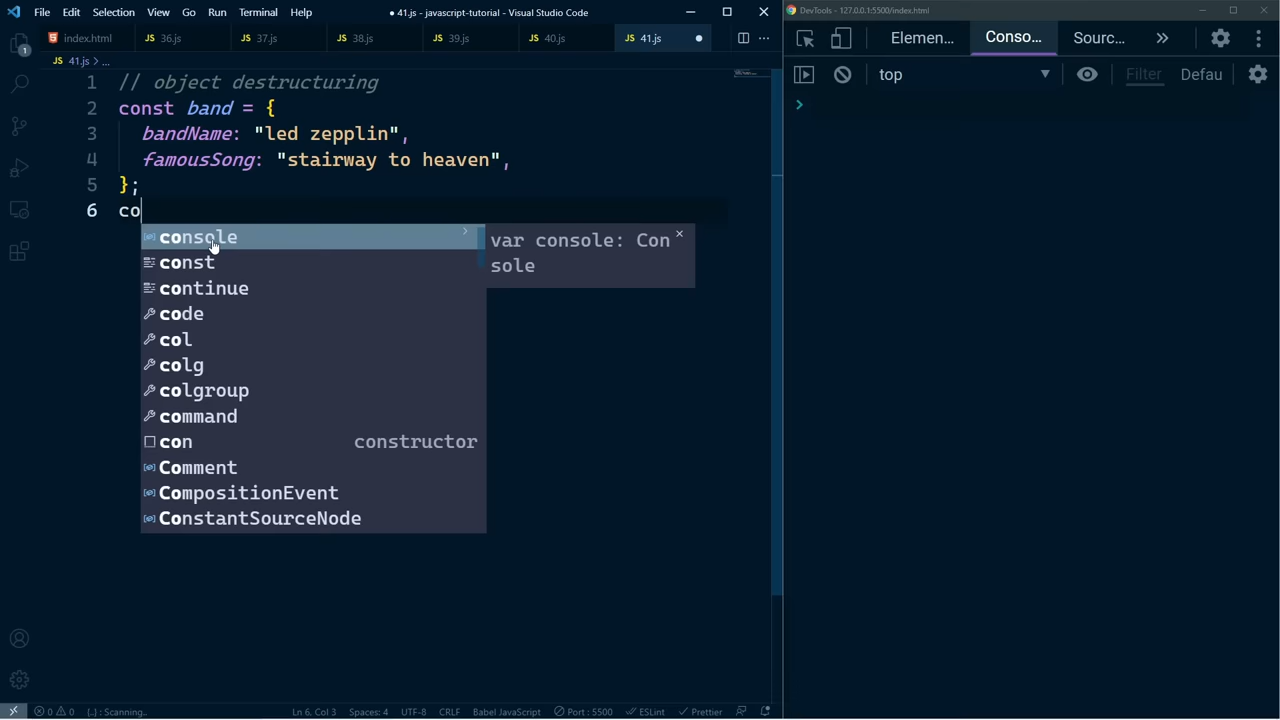 File Edit Selection View Go Run Terminal Help
● 41.js - javascript-tutorial - Visual Studio Code
DevTools - 127.0.0.1:5500/index.html
index.html JS 36.js JS 37.js JS 38.js JS 39.js JS 40.js JS 41.js ●
Elemen... Conso... Sourc... »
JS 41.js > ...
top ▼ Filter Defau
1 // object destructuring
2 const band = {
3 bandName: "led zepplin",
4 famousSong: "stairway to heaven",
5 };
6 co
console
const
continue
code
col
colg
colgroup
command
con constructor
Comment
CompositionEvent
ConstantSourceNode
var console: Con
sole
1
0 0 {..} : Scanning.. Ln 6, Col 3 Spaces: 4 UTF-8 CRLF Babel JavaScript Port : 5500 ESLint Prettier